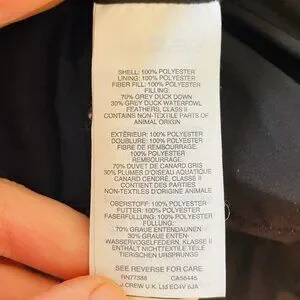 SHELL: 100% POLYESTER
LINING: 100% POLYESTER
FIBER FILL: 100% POLYESTER
FILLING:
70% GREY DUCK DOWN
30% GREY DUCK WATERFOWL
FEATHERS, CLASS II
CONTAINS NON-TEXTILE PARTS OF
ANIMAL ORIGIN
EXTÉRIEUR: 100% POLYESTER
DOUBLURE: 100% POLYESTER
FIBRE DE REMBOURRAGE:
100% POLYESTER
REMBOURRAGE:
70% DUVET DE CANARD GRIS
30% PLUMES D'OISEAU AQUATIQUE
CANARD CENDRÉ, CLASSE II
CONTIENT DES PARTIES
NON-TEXTILES D'ORIGINE ANIMALE
OBERSTOFF: 100% POLYESTER
FUTTER: 100% POLYESTER
FÜLLUNG: 100% POLYESTER
70% GRAUE ENTENDAUNEN
30% GRAUE ENTEN-
WASSERVOGELFEDERN, KLASSE II
ENTHÄLT NICHTTEXTILE TEILE
TIERISCHEN URSPRUNGS
SEE REVERSE FOR CARE
RN77388 CA56445
J.CREW U.K. Ltd EC4V 6JA